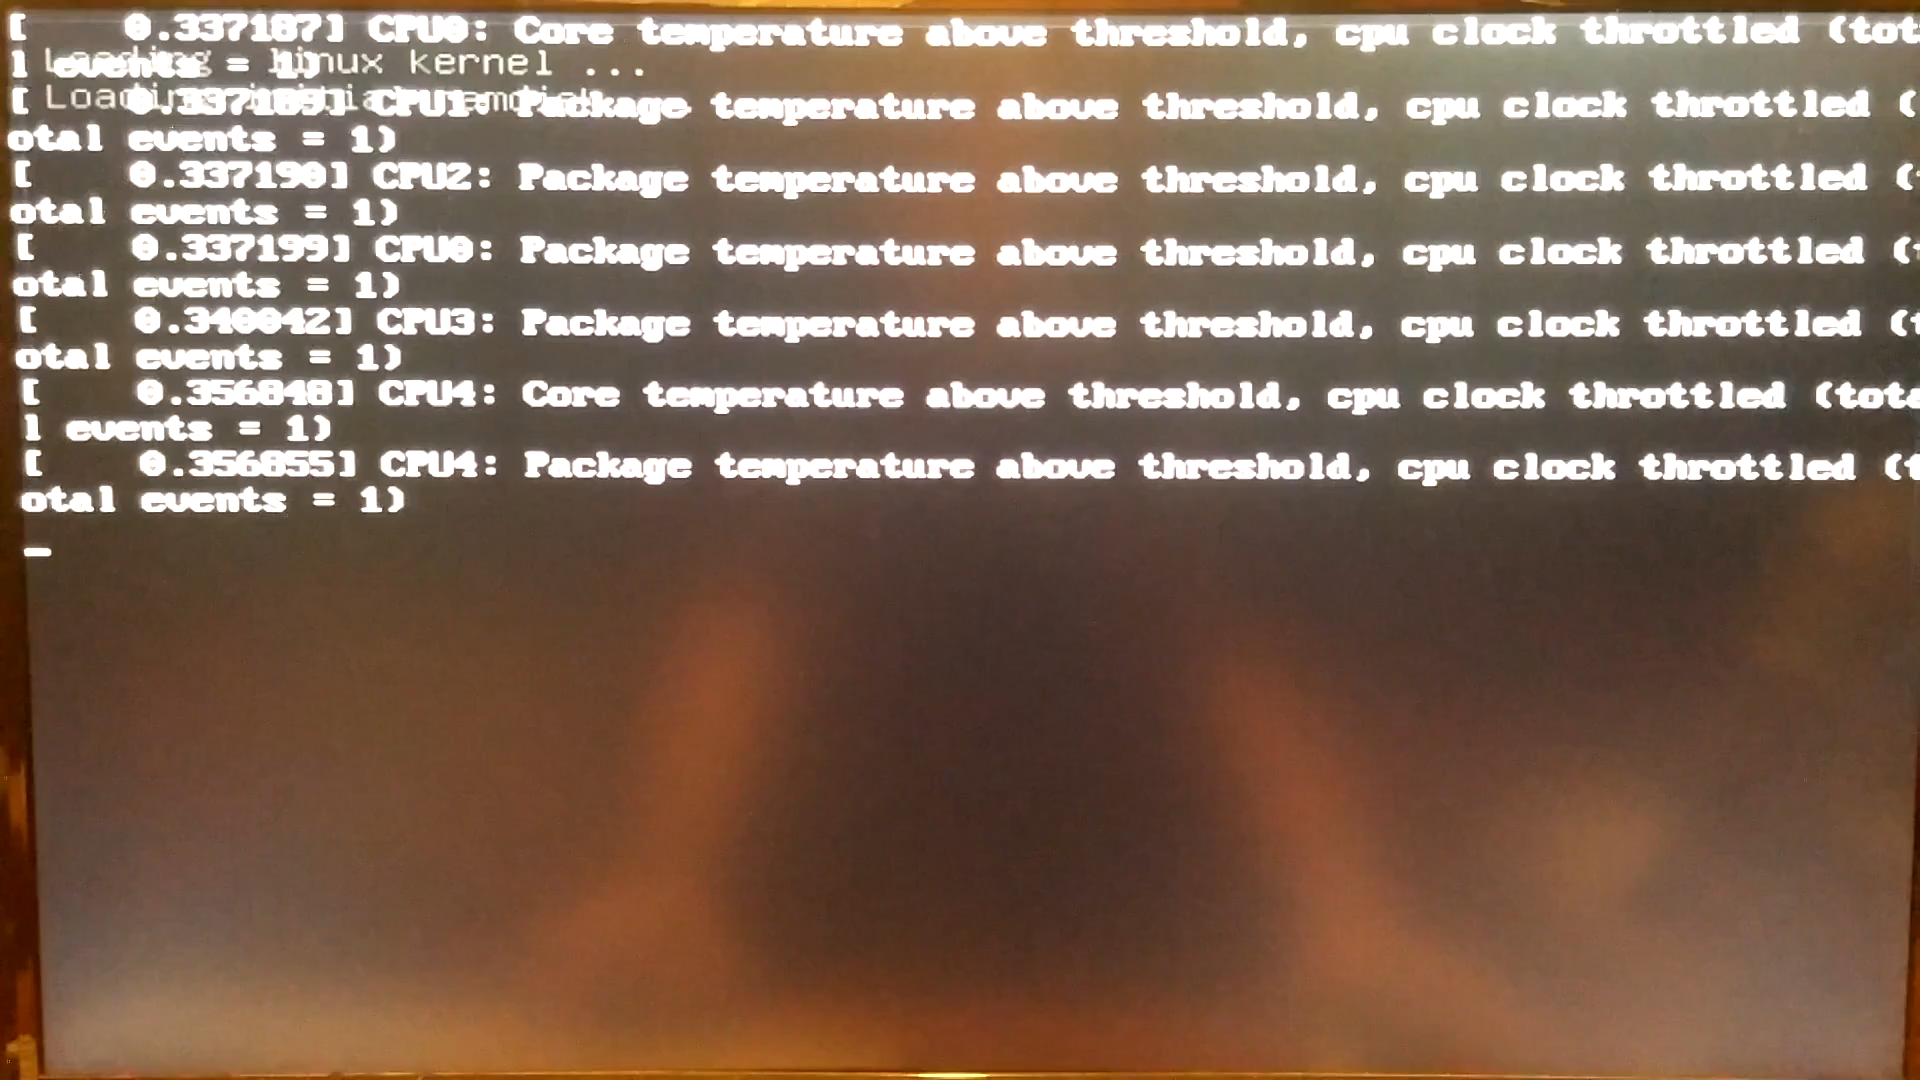 [    0.337187] CPU0: Core temperature above threshold, cpu clock throttled (tot
l events = 1)
Loading Linux kernel ...
Loading initial ramdisk
[    0.337189] CPU1: Package temperature above threshold, cpu clock throttled (
otal events = 1)
[    0.337190] CPU2: Package temperature above threshold, cpu clock throttled (t
otal events = 1)
[    0.337199] CPU0: Package temperature above threshold, cpu clock throttled (t
otal events = 1)
[    0.340042] CPU3: Package temperature above threshold, cpu clock throttled (t
otal events = 1)
[    0.356848] CPU4: Core temperature above threshold, cpu clock throttled (tota
l events = 1)
[    0.356855] CPU4: Package temperature above threshold, cpu clock throttled (t
otal events = 1)